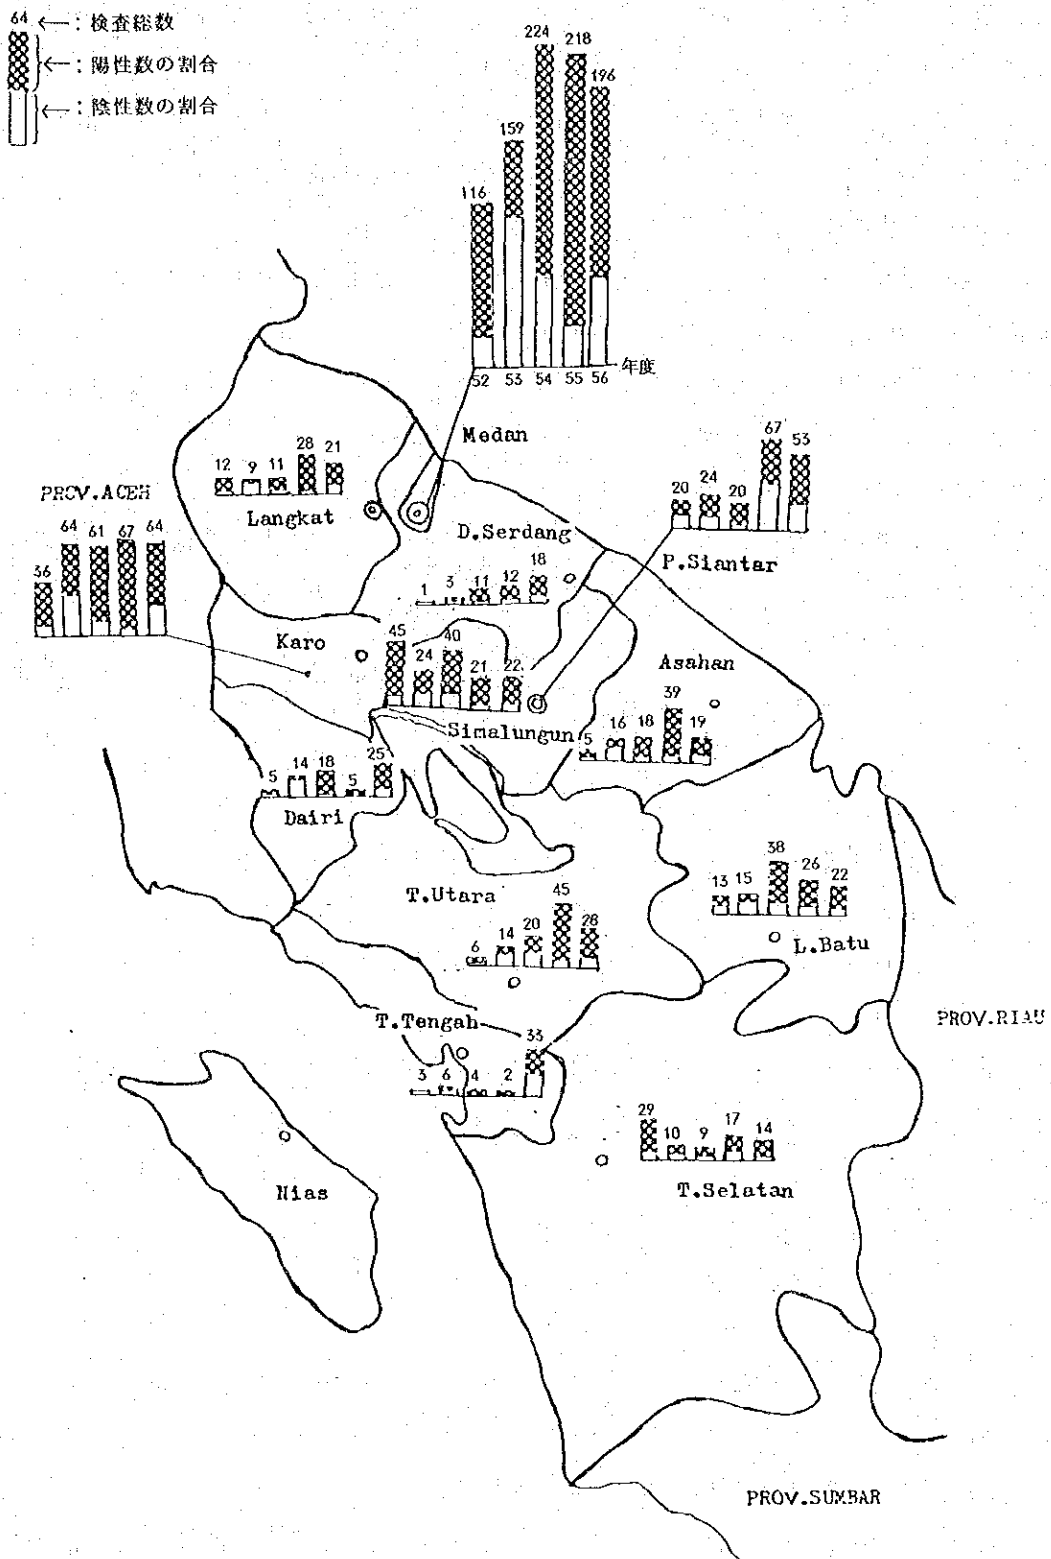 64 ←: 検査総数
←: 陽性数の割合
←: 陰性数の割合
116 159 224 218 196
52 53 54 55 56 年度
Medan
12 9 11 28 21
Langkat
PROV.ACEH
36 64 61 67 64
D.Serdang
1 3 11 12 18
20 24 20 67 53
P.Siantar
Karo
45 24 40 21 22
Simalungun
Asahan
5 16 18 39 19
5 14 18 5 25
Dairi
T.Utara
6 14 20 45 28
13 15 38 26 22
L.Batu
T.Tengah
3 6 4 2 33
PROV.RIAU
29 10 9 17 14
T.Selatan
Nias
PROV.SUMBAR